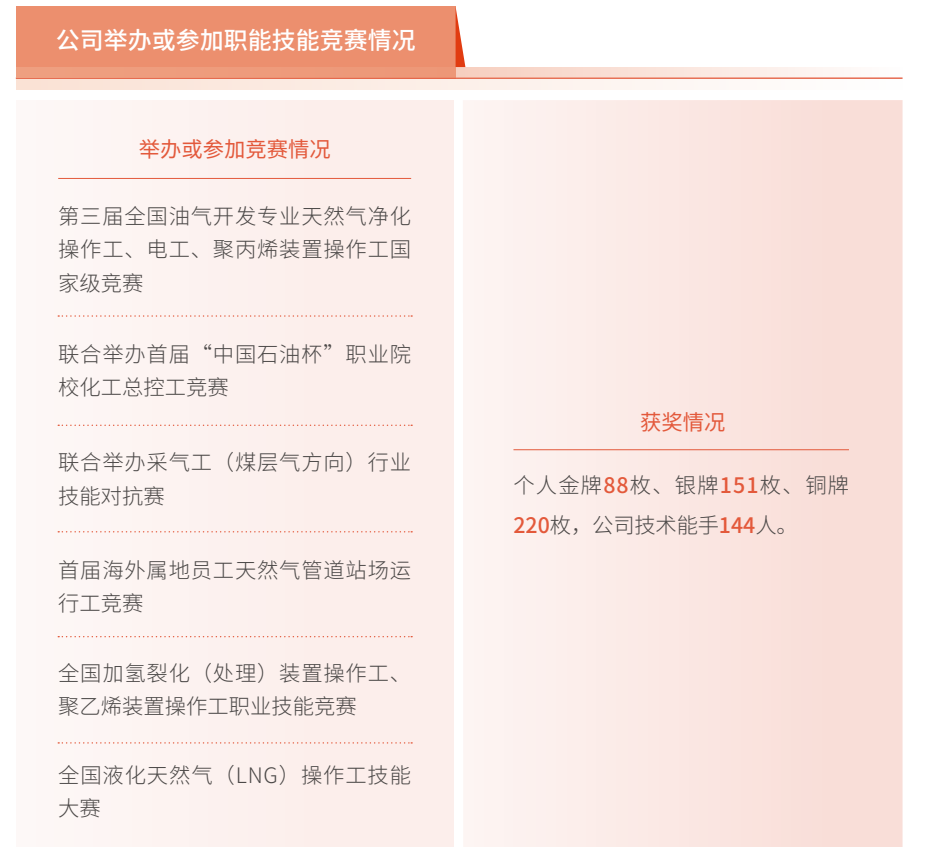 公司举办或参加职能技能竞赛情况
举办或参加竞赛情况
第三届全国油气开发专业天然气净化
操作工、电工、聚丙烯装置操作工国
家级竞赛
联合举办首届“中国石油杯”职业院
校化工总控工竞赛
联合举办采气工（煤层气方向）行业
技能对抗赛
首届海外属地员工天然气管道站场运
行工竞赛
全国加氢裂化（处理）装置操作工、
聚乙烯装置操作工职业技能竞赛
全国液化天然气（LNG）操作工技能
大赛
获奖情况
个人金牌88枚、银牌151枚、铜牌
220枚，公司技术能手144人。